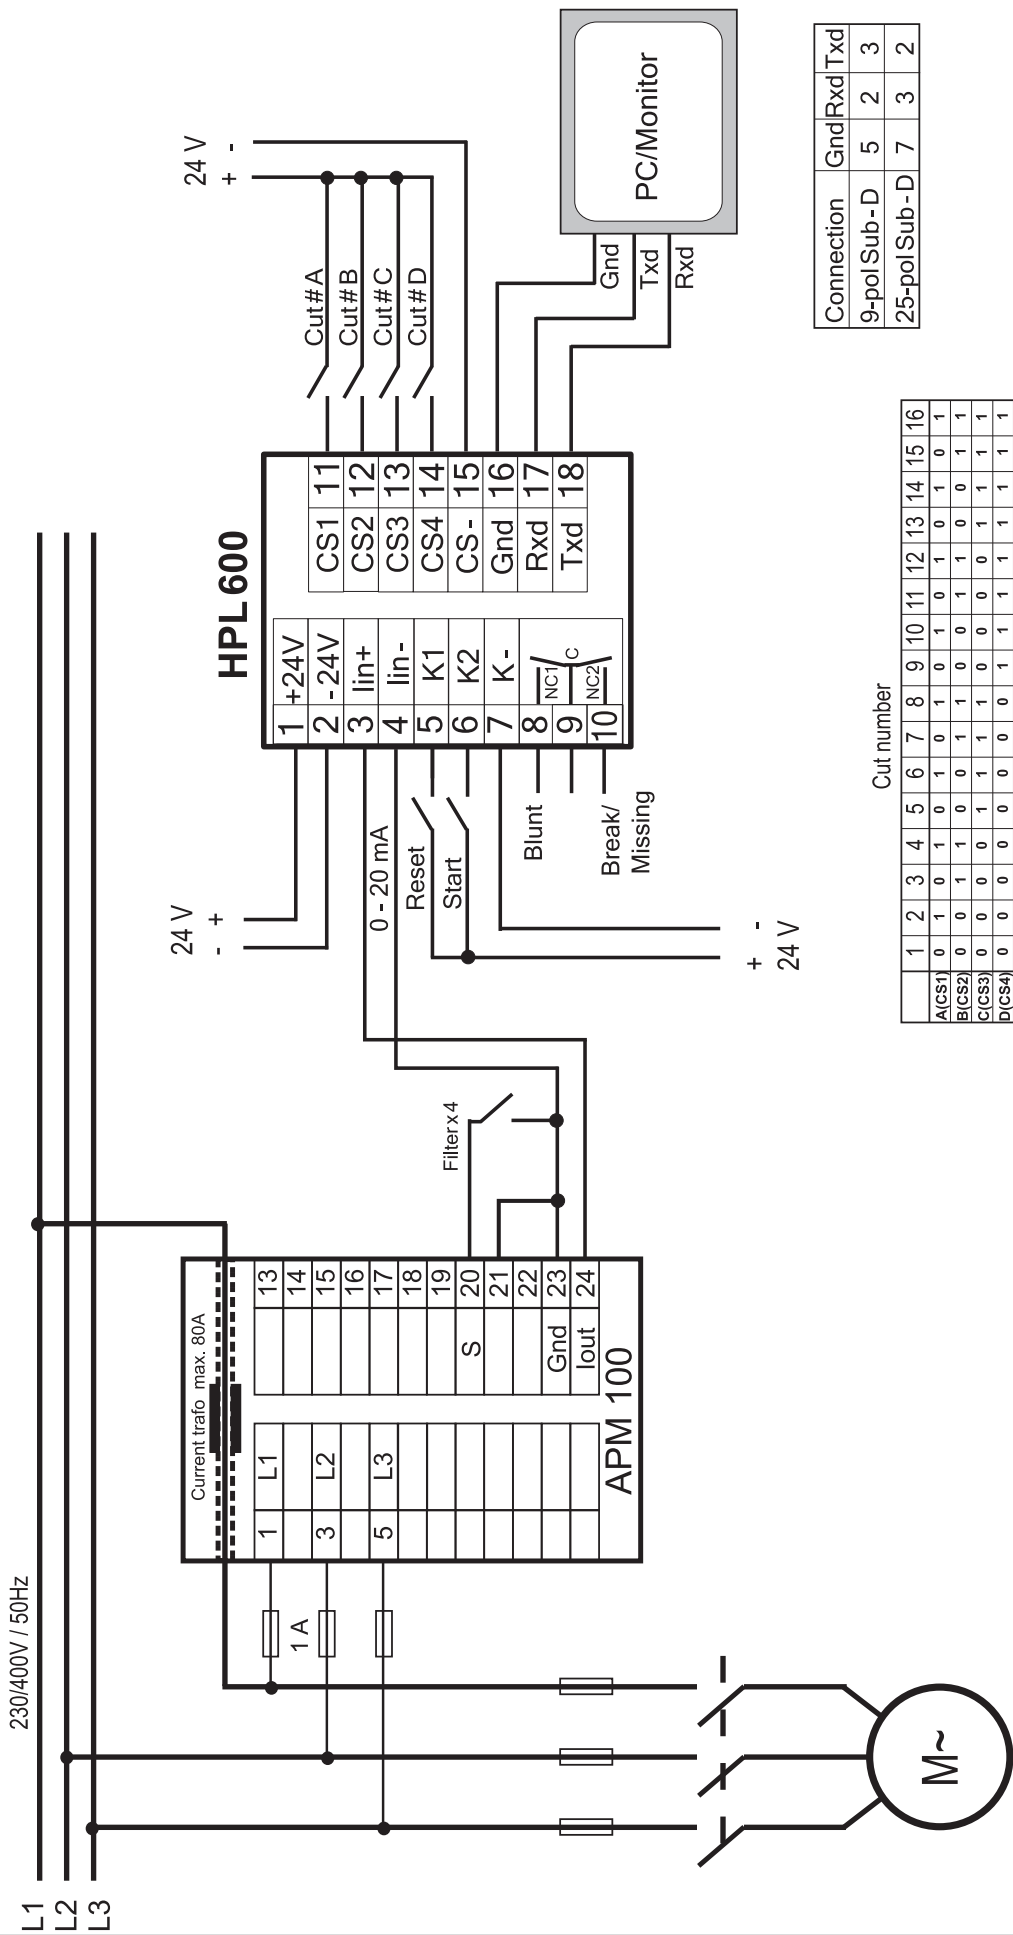 230/400V / 50Hz
L1
L2
L3
Current trafo max. 80A
1 L1
3 L2
5 L3
13
14
15
16
17
18
19
S 20
21
22
Gnd 23
Iout 24
APM 100
1 A
M~
Filter x 4
24 V
- +
0 - 20 mA
Reset
Start
Blunt
Break/
Missing
+ -
24 V
HPL 600
1 +24V
2 - 24V
3 Iin+
4 Iin-
5 K1
6 K2
7 K-
8 NC1
9 C
10 NC2
CS1 11
CS2 12
CS3 13
CS4 14
CS- 15
Gnd 16
Rxd 17
Txd 18
24 V
+ -
Cut # A
Cut # B
Cut # C
Cut # D
Gnd
Txd
Rxd
PC/Monitor
Connection Gnd Rxd Txd
9-pol Sub - D 5 2 3
25-pol Sub - D 7 3 2
Cut number
1 2 3 4 5 6 7 8 9 10 11 12 13 14 15 16
A(CS1) 0 1 0 1 0 1 0 1 0 1 0 1 0 1 0 1
B(CS2) 0 0 1 1 0 0 1 1 0 0 1 1 0 0 1 1
C(CS3) 0 0 0 0 1 1 1 1 0 0 0 0 1 1 1 1
D(CS4) 0 0 0 0 0 0 0 0 1 1 1 1 1 1 1 1